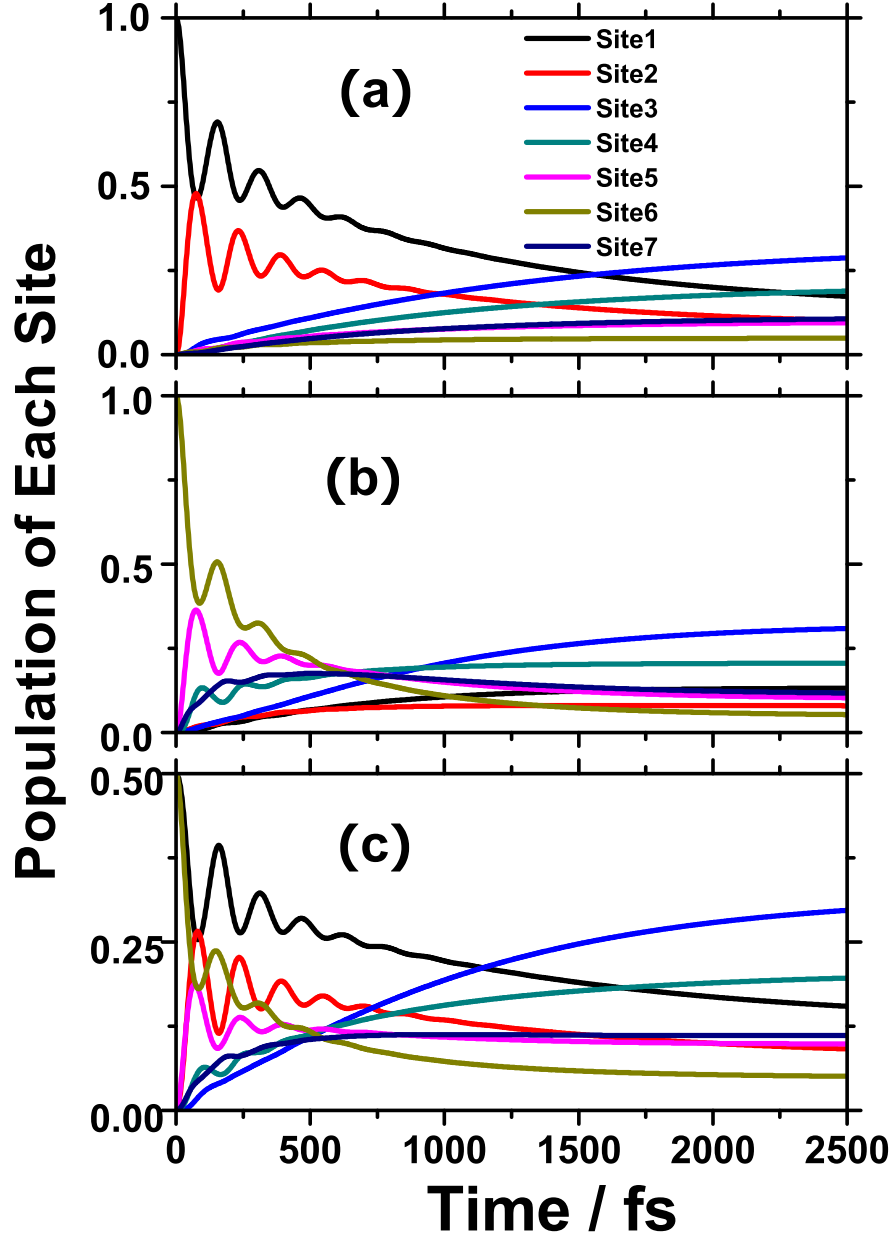 Population of Each Site
1.0
0.5
0.0
(a)
Site1
Site2
Site3
Site4
Site5
Site6
Site7
1.0
0.5
0.0
(b)
0.50
0.25
0.00
(c)
0 500 1000 1500 2000 2500
Time / fs